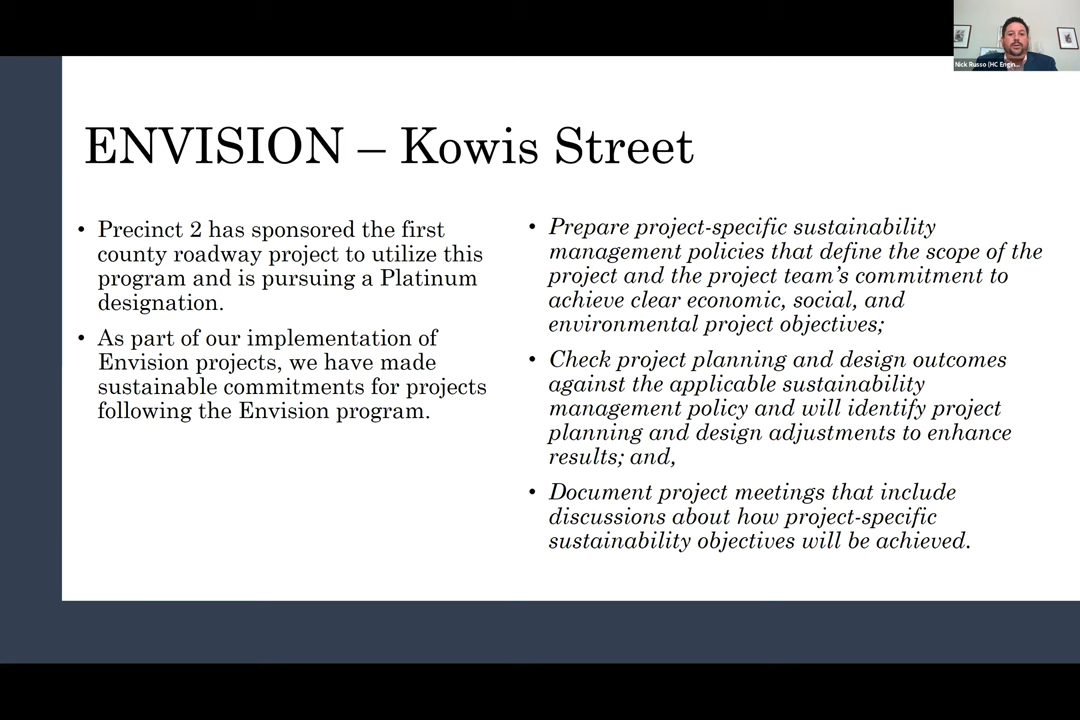 Nick Russo (HC Engin...
ENVISION – Kowis Street
• Precinct 2 has sponsored the first
county roadway project to utilize this
program and is pursuing a Platinum
designation.
• As part of our implementation of
Envision projects, we have made
sustainable commitments for projects
following the Envision program.
• Prepare project-specific sustainability
management policies that define the scope of the
project and the project team’s commitment to
achieve clear economic, social, and
environmental project objectives;
• Check project planning and design outcomes
against the applicable sustainability
management policy and will identify project
planning and design adjustments to enhance
results; and,
• Document project meetings that include
discussions about how project-specific
sustainability objectives will be achieved.